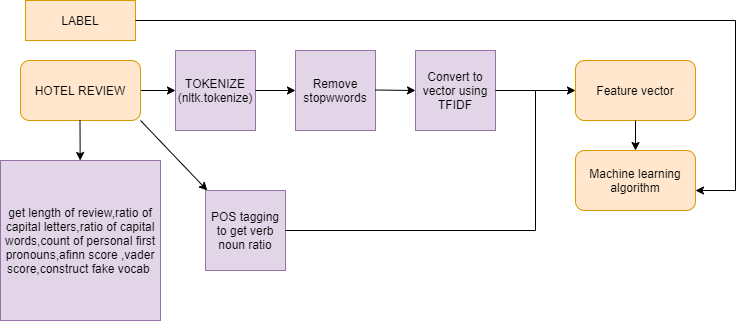 LABEL
HOTEL REVIEW
TOKENIZE
(nltk.tokenize)
Remove
stopwwords
Convert to
vector using
TFIDF
Feature vector
Machine learning
algorithm
get length of review,ratio of
capital letters,ratio of capital
words,count of personal first
pronouns,afinn score ,vader
score,construct fake vocab
POS tagging
to get verb
noun ratio